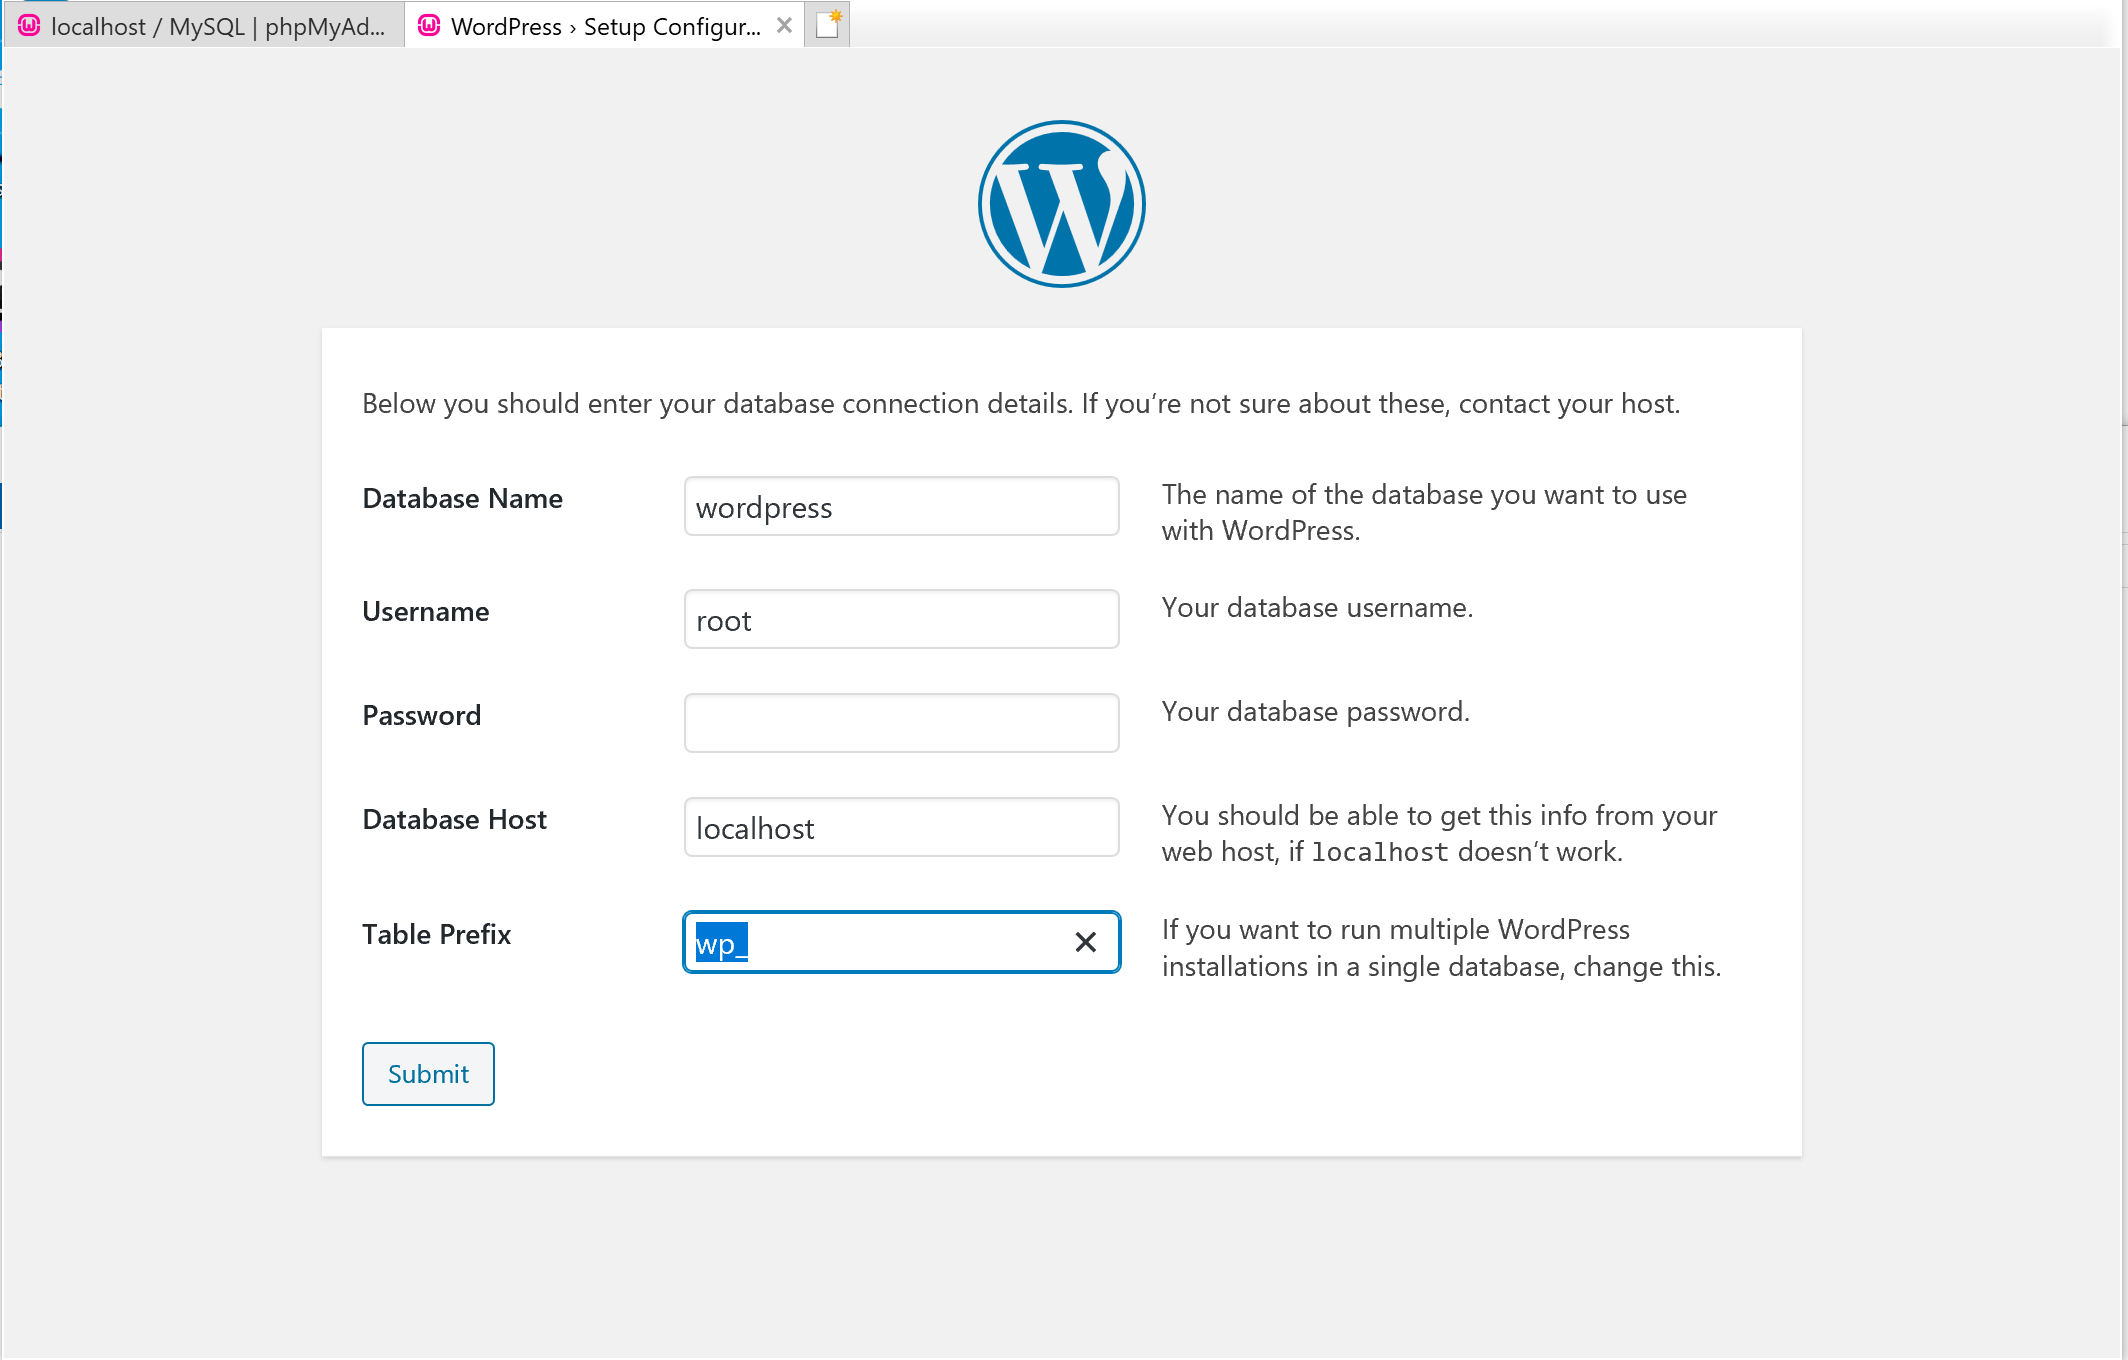 localhost / MySQL | phpMyAd...
WordPress › Setup Configur...
Below you should enter your database connection details. If you’re not sure about these, contact your host.
Database Name
wordpress
The name of the database you want to use
with WordPress.
Username
root
Your database username.
Password
Your database password.
Database Host
localhost
You should be able to get this info from your
web host, if localhost doesn’t work.
Table Prefix
wp_
If you want to run multiple WordPress
installations in a single database, change this.
Submit